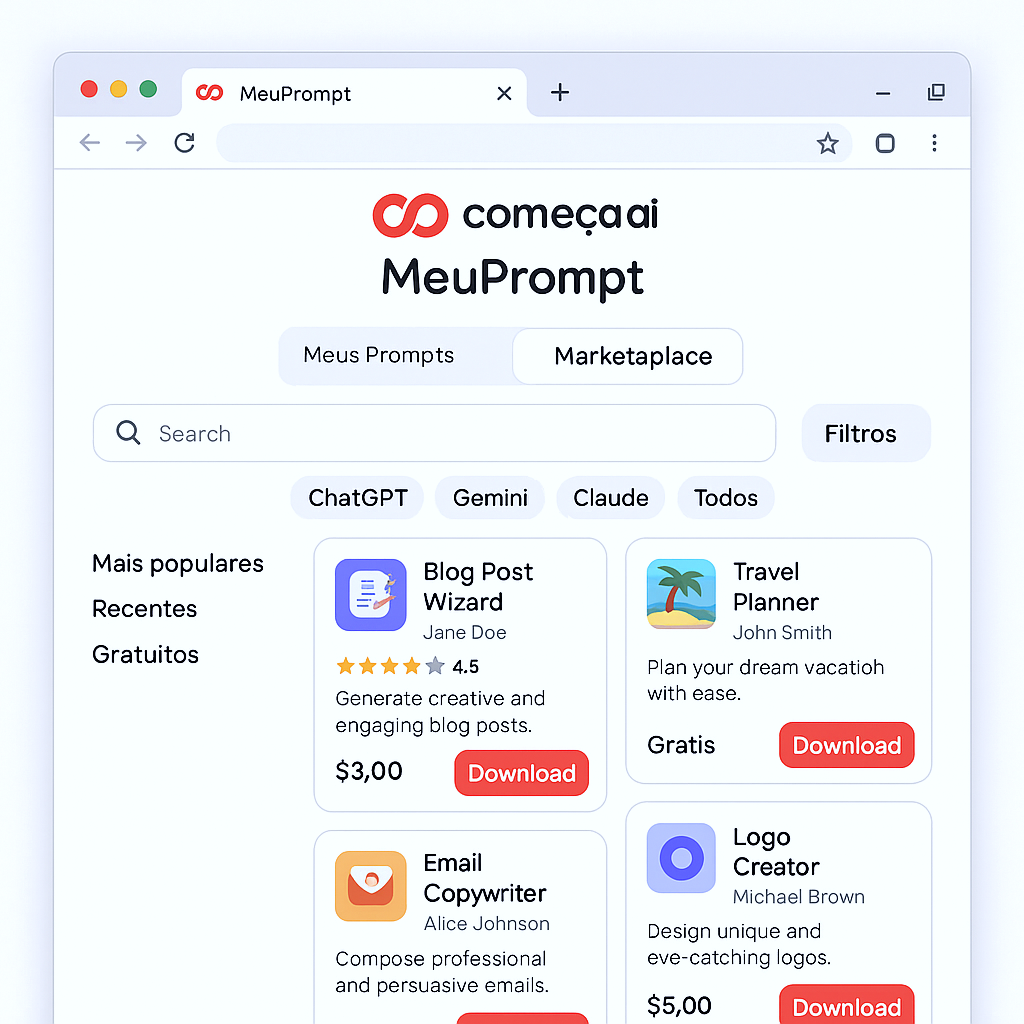 MeuPrompt
começa ai
MeuPrompt
Meus Prompts
Marketaplace
Search
Filtros
ChatGPT
Gemini
Claude
Todos
Mais populares
Recentes
Gratuitos
Blog Post
Wizard
Jane Doe
4.5
Generate creative and
engaging blog posts.
$3,00
Download
Travel
Planner
John Smith
Plan your dream vacatioh
with ease.
Gratis
Download
Email
Copywriter
Alice Johnson
Compose professional
and persuasive emails.
Logo
Creator
Michael Brown
Design unique and
eve-catching logos.
$5,00
Download